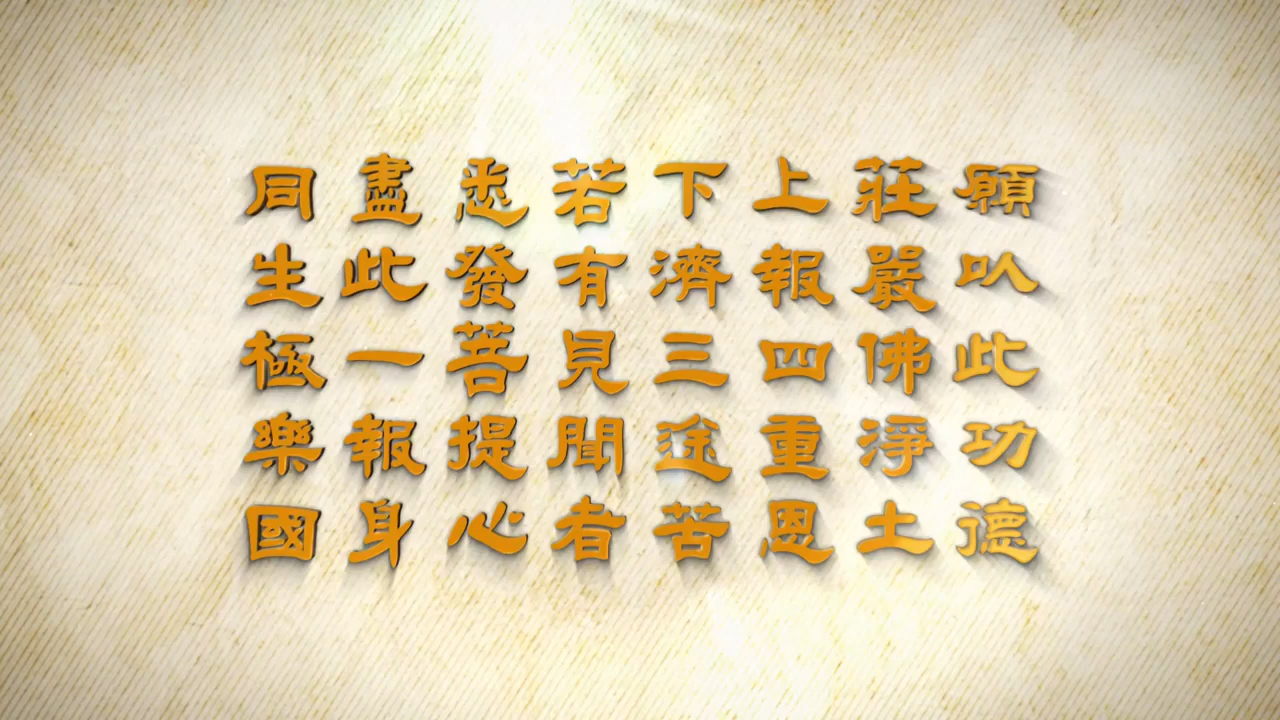 願以此功德
莊嚴佛淨土
上報四重恩
下濟三途苦
若有見聞者
悉發菩提心
盡此一報身
同生極樂國